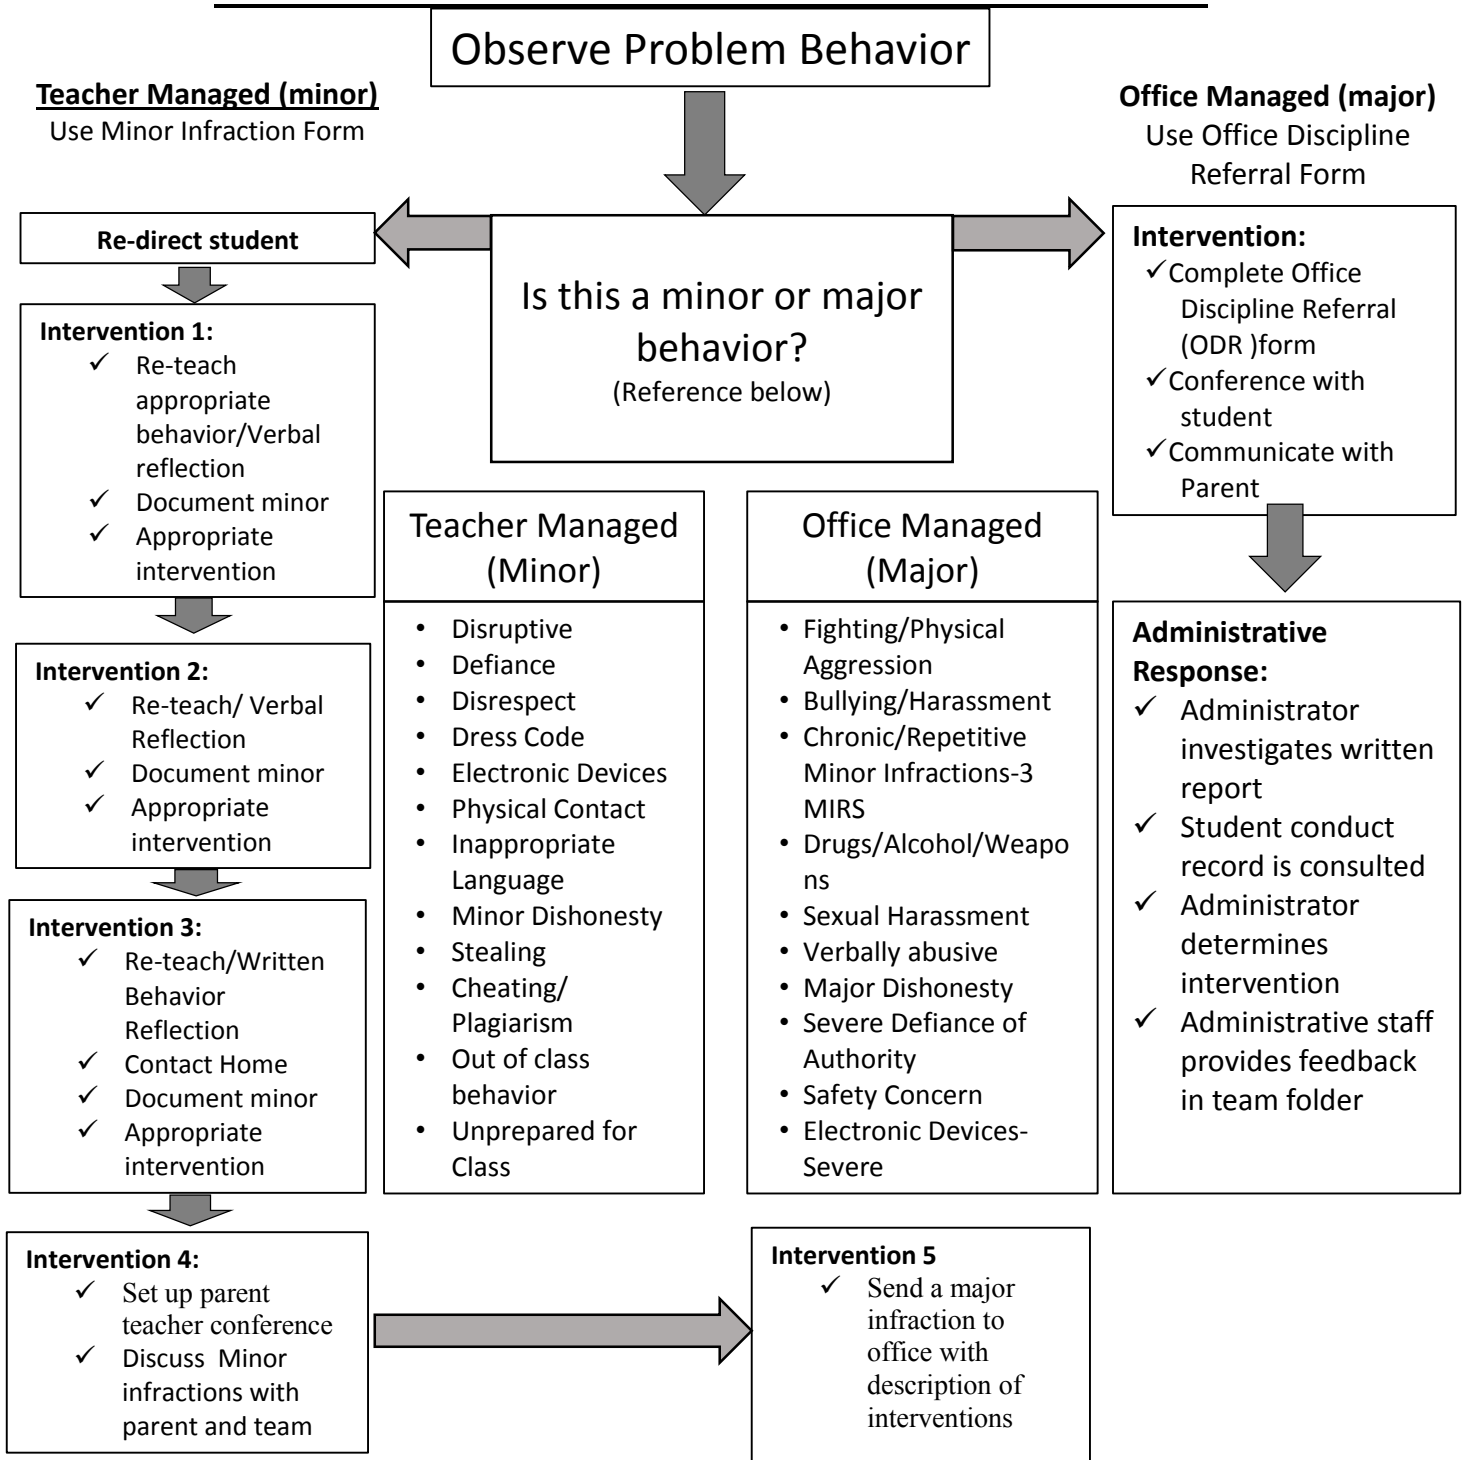 Observe Problem Behavior
Teacher Managed (minor)
Use Minor Infraction Form
Office Managed (major)
Use Office Discipline
Referral Form
Re-direct student
Intervention 1:
✓ Re-teach
appropriate
behavior/Verbal
reflection
✓ Document minor
✓ Appropriate
intervention
Intervention 2:
✓ Re-teach/ Verbal
Reflection
✓ Document minor
✓ Appropriate
intervention
Intervention 3:
✓ Re-teach/Written
Behavior
Reflection
✓ Contact Home
✓ Document minor
✓ Appropriate
intervention
Intervention 4:
✓ Set up parent
teacher conference
✓ Discuss Minor
infractions with
parent and team
Is this a minor or major
behavior?
(Reference below)
Teacher Managed
(Minor)
• Disruptive
• Defiance
• Disrespect
• Dress Code
• Electronic Devices
• Physical Contact
• Inappropriate
Language
• Minor Dishonesty
• Stealing
• Cheating/
Plagiarism
• Out of class
behavior
• Unprepared for
Class
Office Managed
(Major)
• Fighting/Physical
Aggression
• Bullying/Harassment
• Chronic/Repetitive
Minor Infractions-3
MIRS
• Drugs/Alcohol/Weapo
ns
• Sexual Harassment
• Verbally abusive
• Major Dishonesty
• Severe Defiance of
Authority
• Safety Concern
• Electronic Devices-
Severe
Intervention 5
✓ Send a major
infraction to
office with
description of
interventions
Intervention:
✓Complete Office
Discipline Referral
(ODR )form
✓Conference with
student
✓Communicate with
Parent
Administrative
Response:
✓ Administrator
investigates written
report
✓ Student conduct
record is consulted
✓ Administrator
determines
intervention
✓ Administrative staff
provides feedback
in team folder